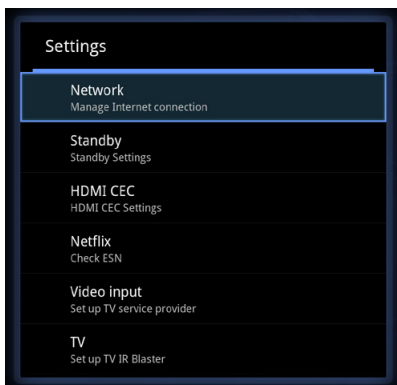 Settings
Network
Manage Internet connection
Standby
Standby Settings
HDMI CEC
HDMI CEC Settings
Netflix
Check ESN
Video input
Set up TV service provider
TV
Set up TV IR Blaster